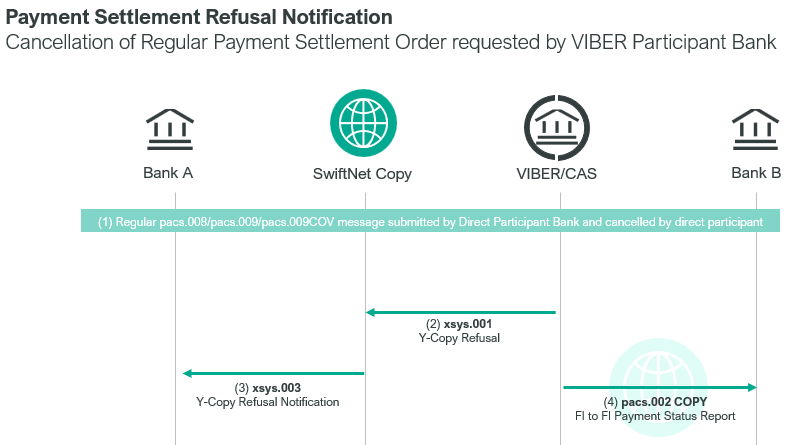 Payment Settlement Refusal Notification
Cancellation of Regular Payment Settlement Order requested by VIBER Participant Bank
Bank A
SwiftNet Copy
VIBER/CAS
Bank B
(1) Regular pacs.008/pacs.009/pacs.009COV message submitted by Direct Participant Bank and cancelled by direct participant
(2) xsys.001
Y-Copy Refusal
(3) xsys.003
Y-Copy Refusal Notification
(4) pacs.002 COPY
FI to FI Payment Status Report